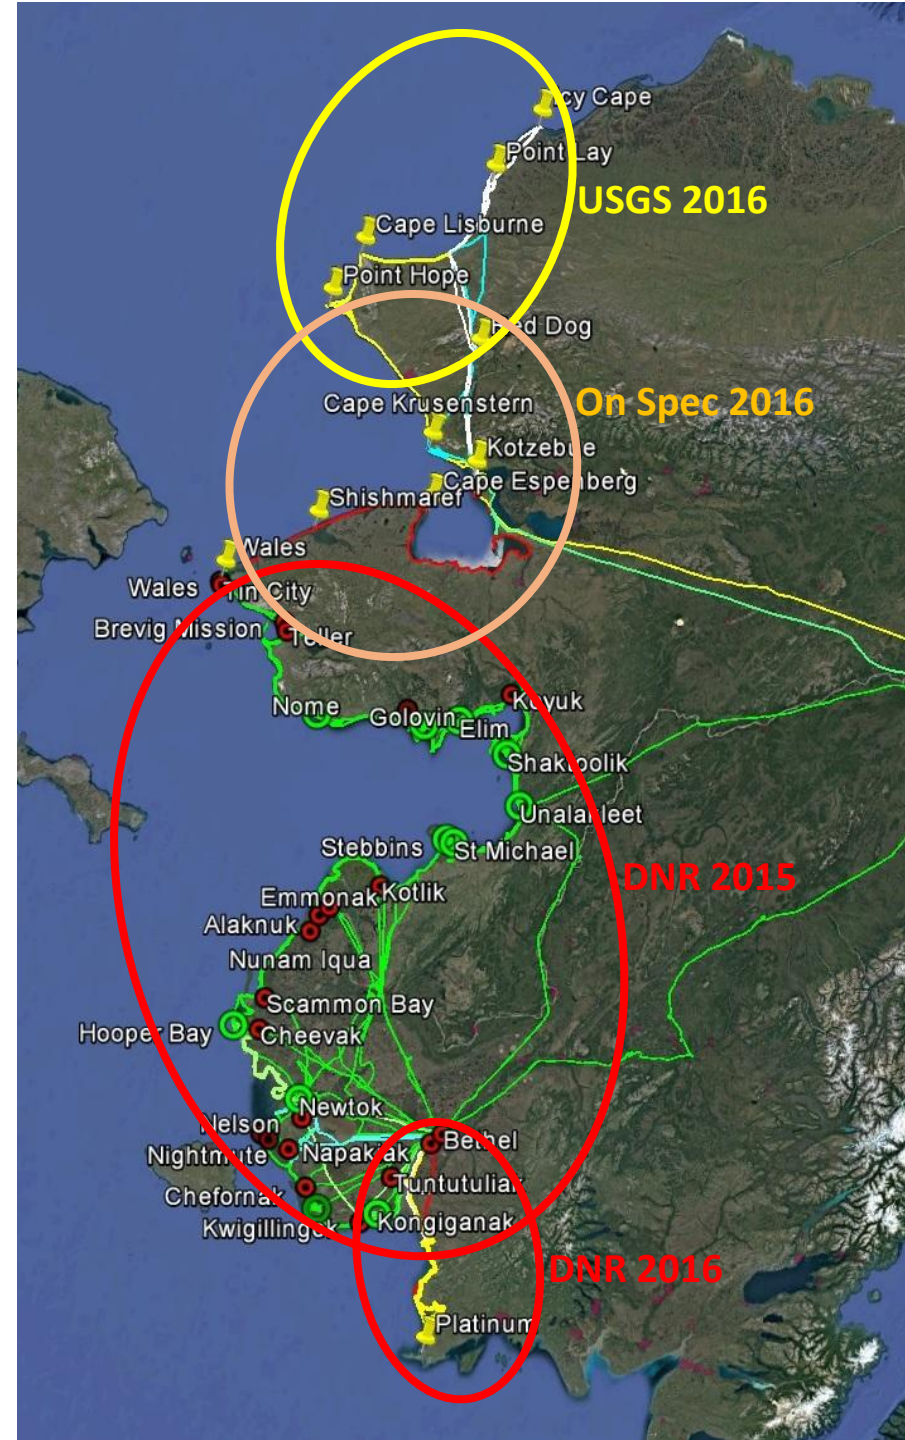 Icy Cape
Point Lay
USGS 2016
Cape Lisburne
Point Hope
Red Dog
On Spec 2016
Cape Krusenstern
Kotzebue
Cape Espenberg
Shishmaref
Wales
Wales
Tin City
Brevig Mission
Teller
Koyuk
Nome
Golovin
Elim
Shaktoolik
Unalakleet
Stebbins
St Michael
DNR 2015
Kotlik
Emmonak
Alaknuk
Nunam Iqua
Scammon Bay
Hooper Bay
Cheevak
Newtok
Nelson
Bethel
Nightmute
Napakiak
Tuntutuliak
Chefornak
Kwigillingok
Kongiganak
DNR 2016
Platinum